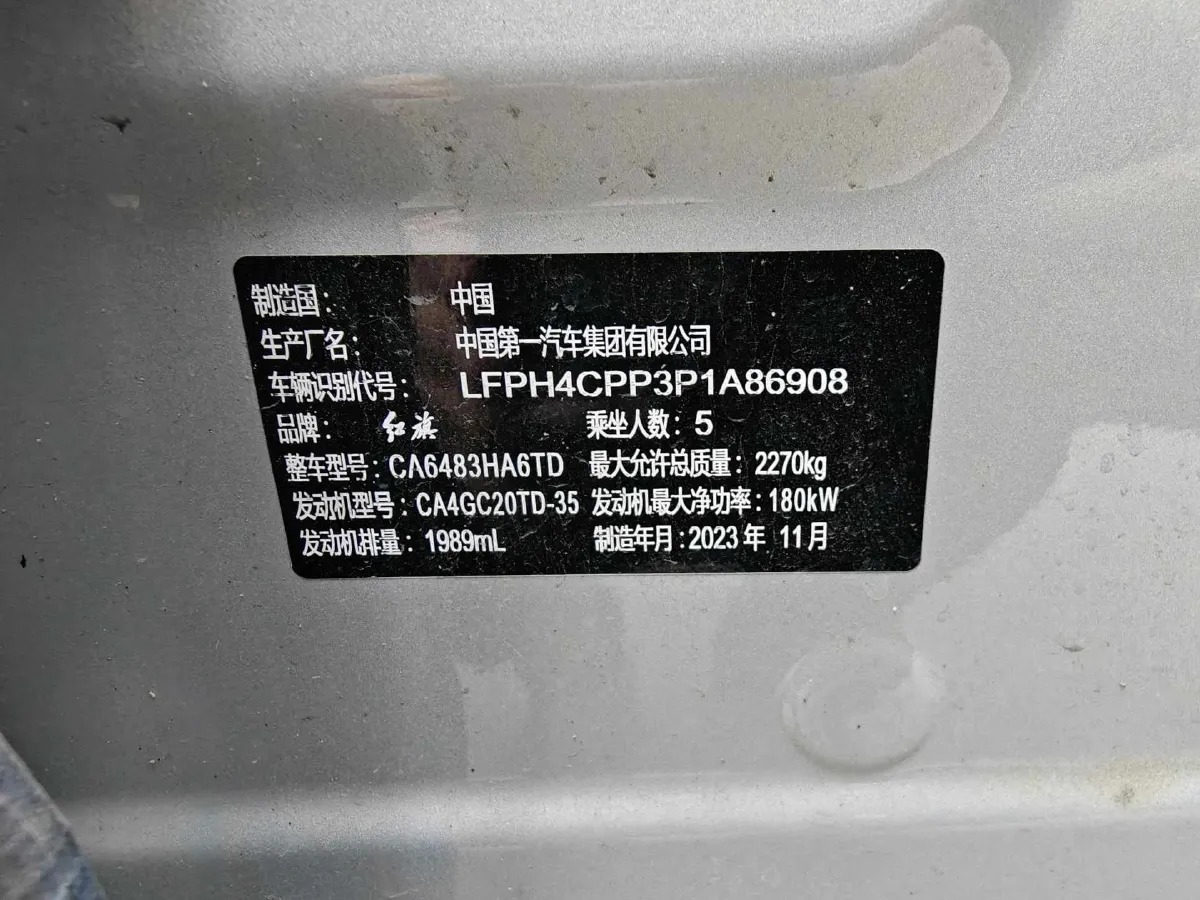 制造国： 中国
生产厂名： 中国第一汽车集团有限公司
车辆识别代号： LFPH4CPP3P1A86908
品牌： 红旗 乘坐人数：5
整车型号：CA6483HA6TD 最大允许总质量：2270kg
发动机型号：CA4GC20TD-35 发动机最大净功率：180kW
发动机排量：1989mL 制造年月：2023年 11月